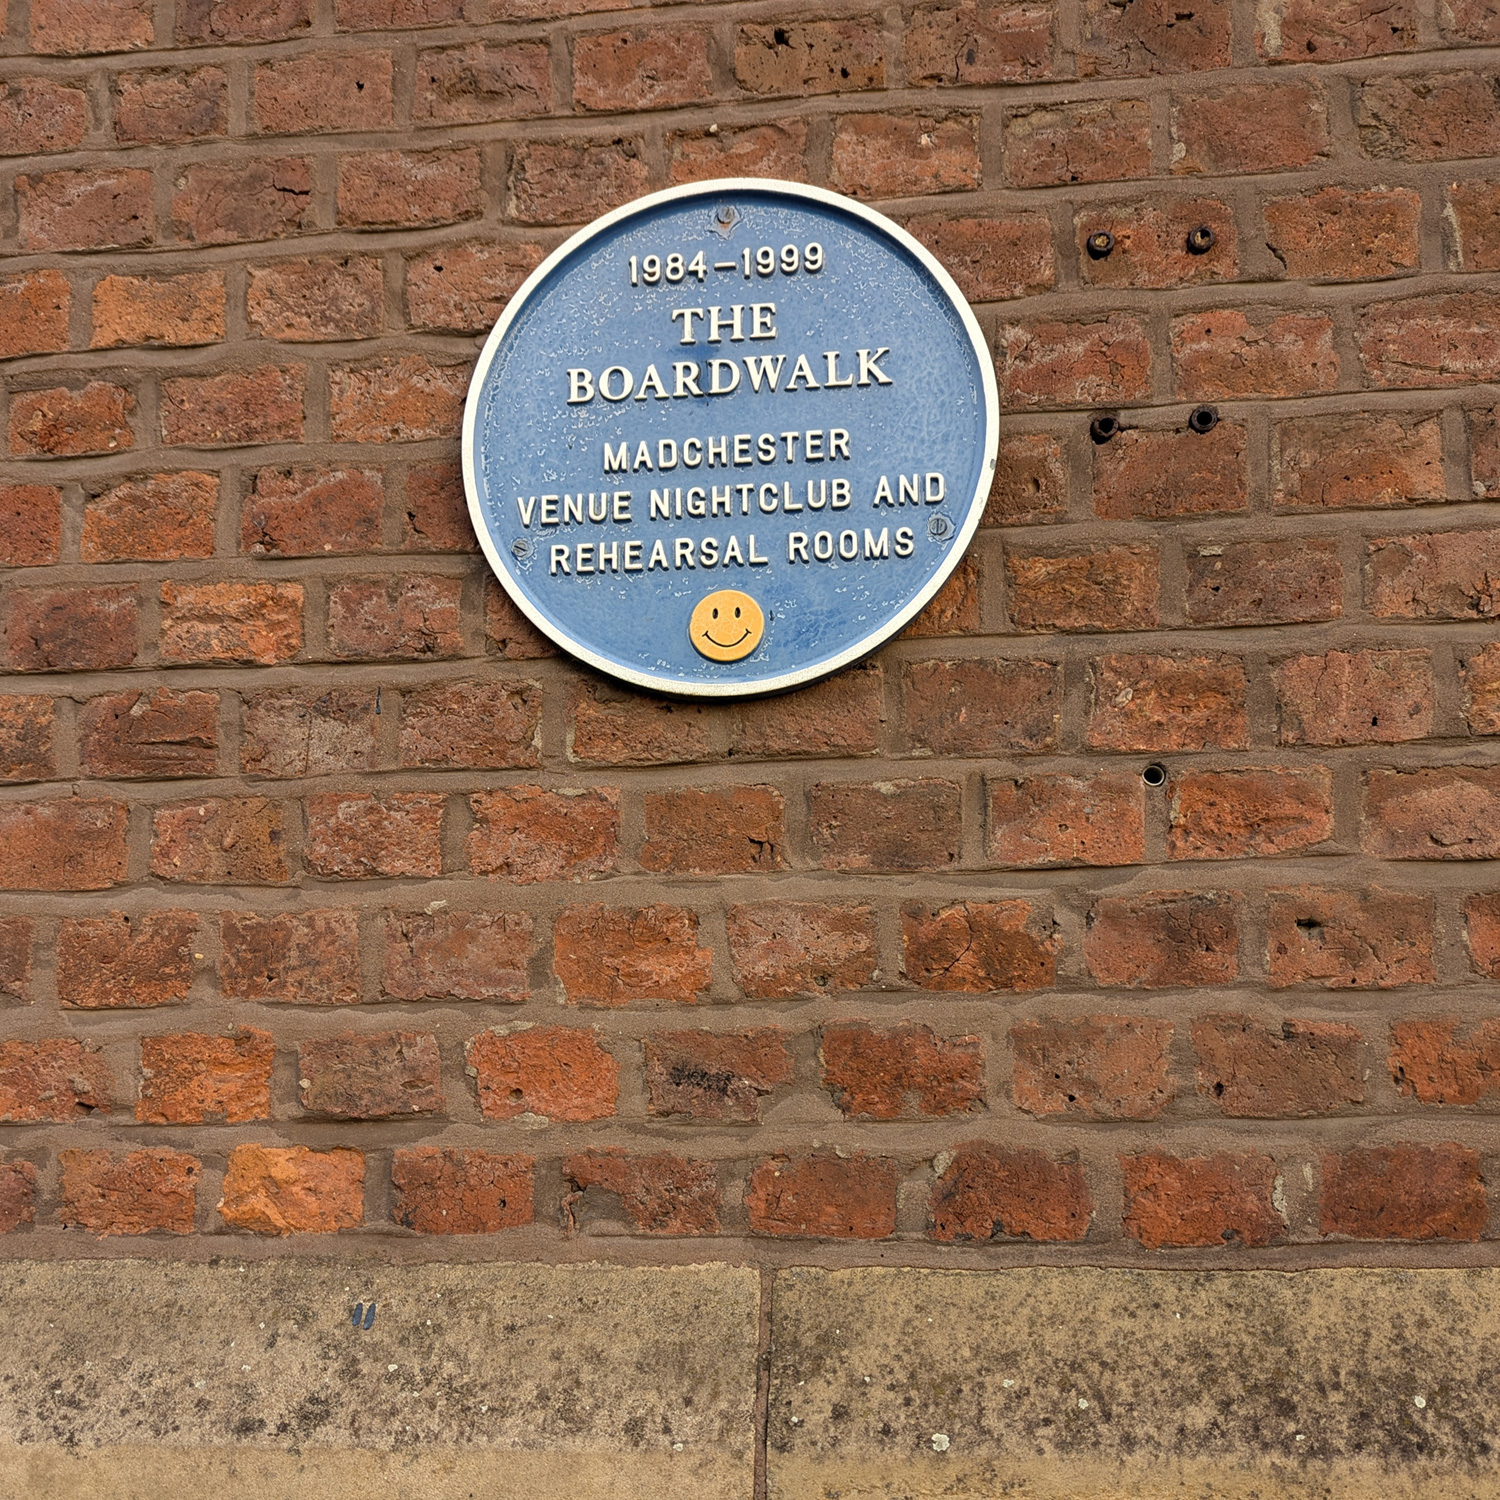 1984–1999
THE
BOARDWALK
MADCHESTER
VENUE NIGHTCLUB AND
REHEARSAL ROOMS